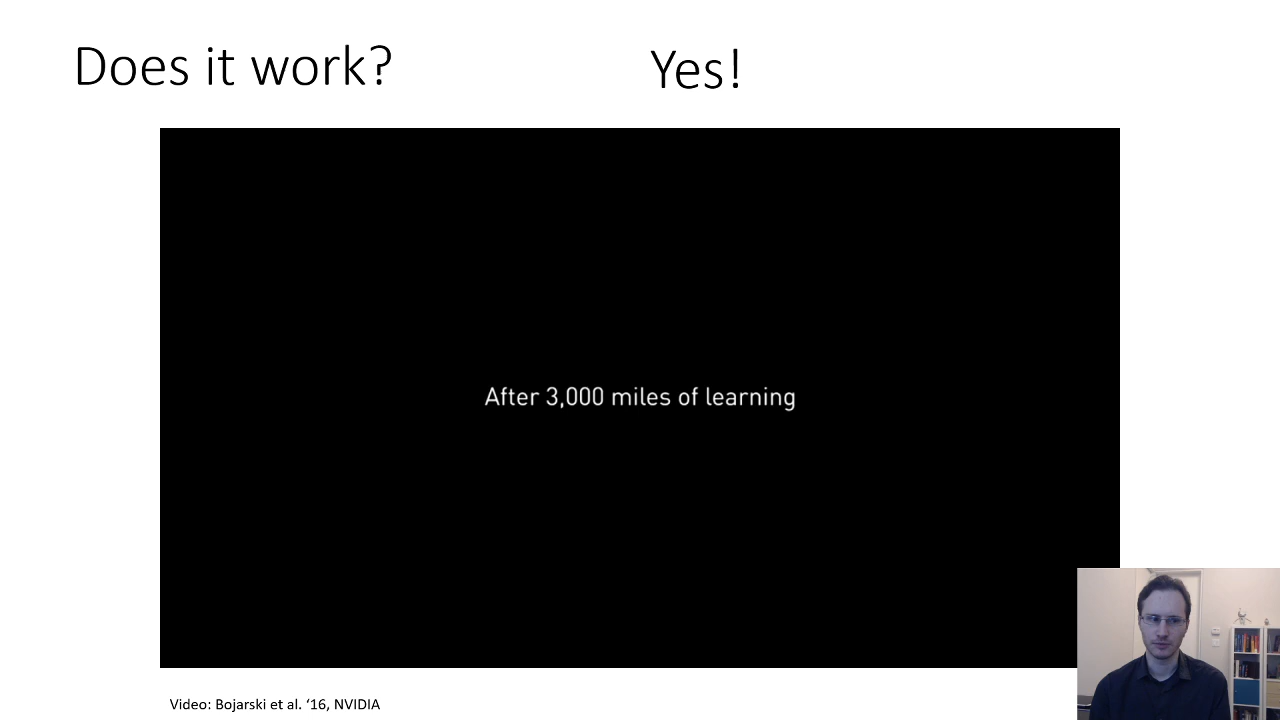 Does it work?
Yes!
After 3,000 miles of learning
Video: Bojarski et al. ‘16, NVIDIA